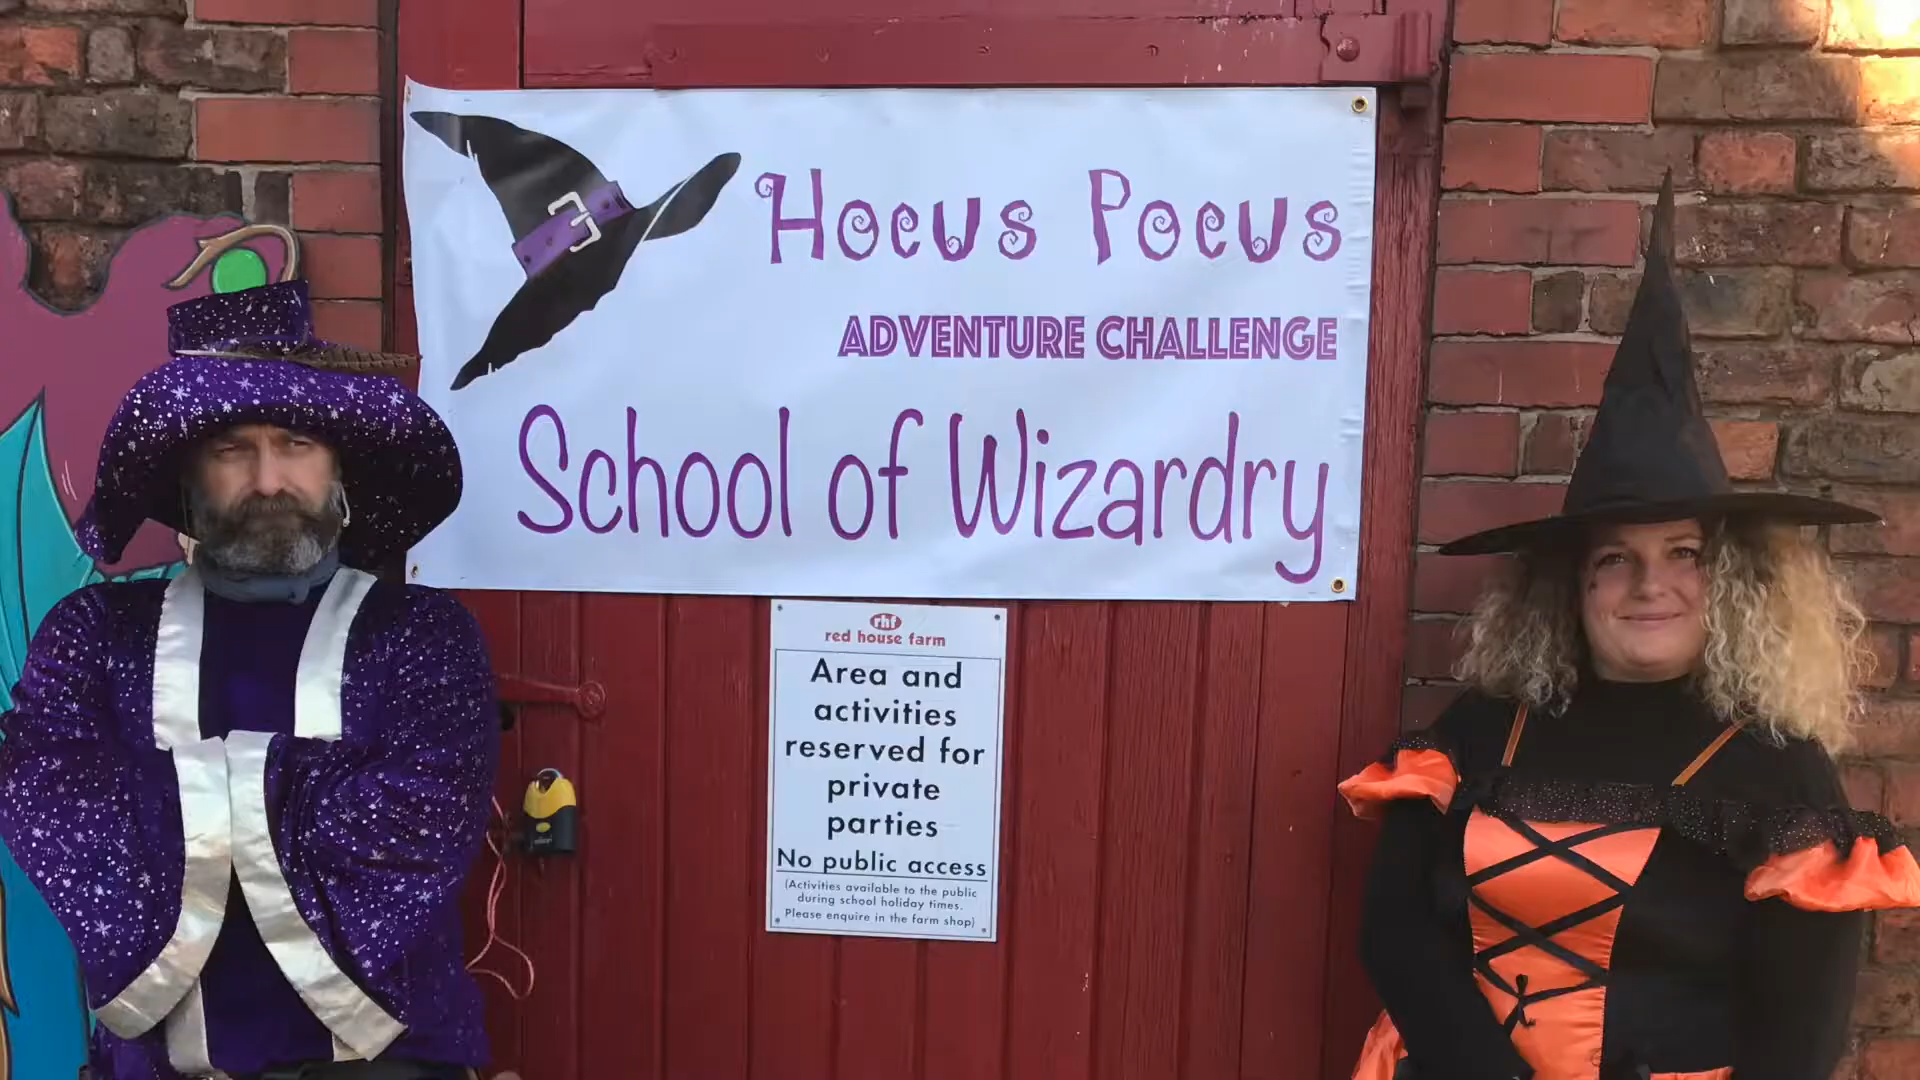 Hocus Pocus
ADVENTURE CHALLENGE
School of Wizardry
rhf
red house farm
Area and
activities
reserved for
private
parties
No public access
(Activities available to the public
during school holiday times.
Please enquire in the farm shop)